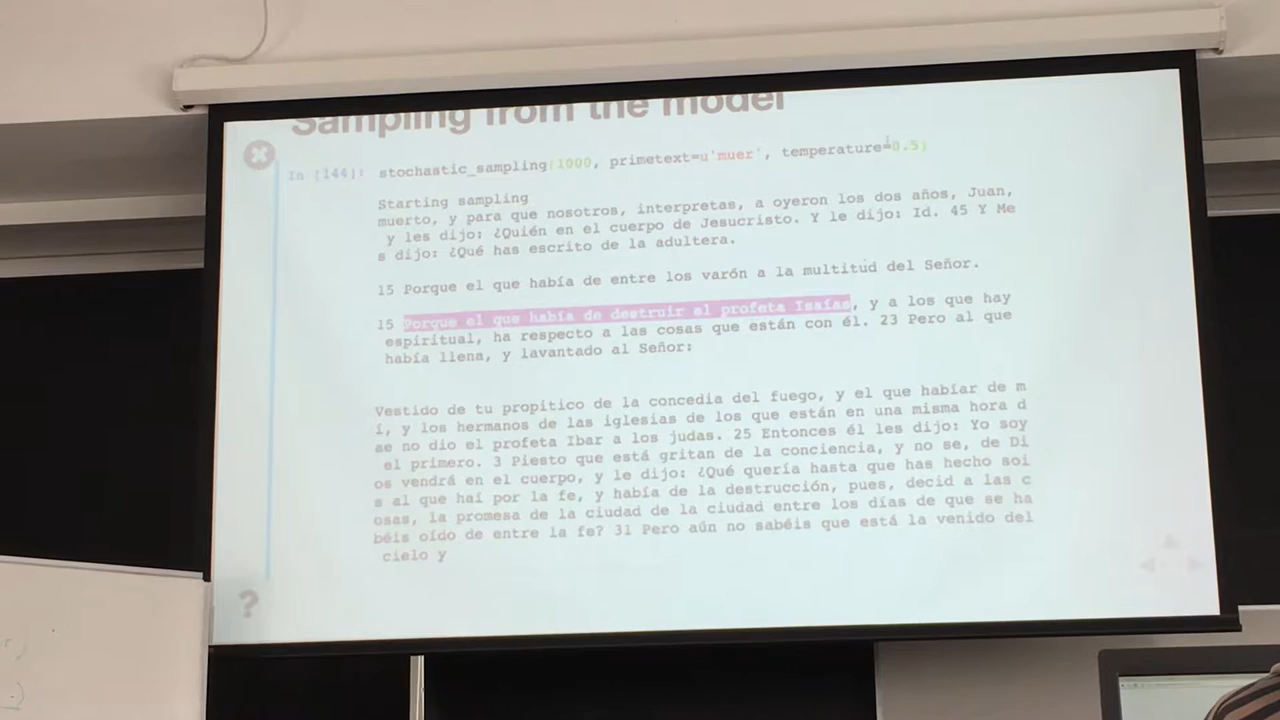 Sampling from the model
In [144]: stochastic_sampling(1000, primetext=u'muer', temperature=0.5)
Starting sampling
muerto, y para que nosotros, interpretas, a oyeron los dos años, Juan,
y les dijo: ¿Quién en el cuerpo de Jesucristo. Y le dijo: Id. 45 Y Me
s dijo: ¿Qué has escrito de la adultera.
15 Porque el que había de entre los varón a la multitud del Señor.
15 Porque el que había de destruir el profeta Isaías, y a los que hay
espiritual, ha respecto a las cosas que están con él. 23 Pero al que
había llena, y lavantado al Señor:
Vestido de tu propitico de la concedia del fuego, y el que habíar de m
í, y los hermanos de las iglesias de los que están en una misma hora d
ae no dio el profeta Ibar a los judas. 25 Entonces él les dijo: Yo soy
el primero. 3 Piesto que está gritan de la conciencia, y no se, de Di
os vendrá en el cuerpo, y le dijo: ¿Qué quería hasta que has hecho soi
s al que haí por la fe, y había de la destrucción, pues, decid a las c
osas, la promesa de la ciudad de la ciudad entre los días de que se ha
béis oído de entre la fe? 31 Pero aún no sabéis que está la venido del
cielo y
?